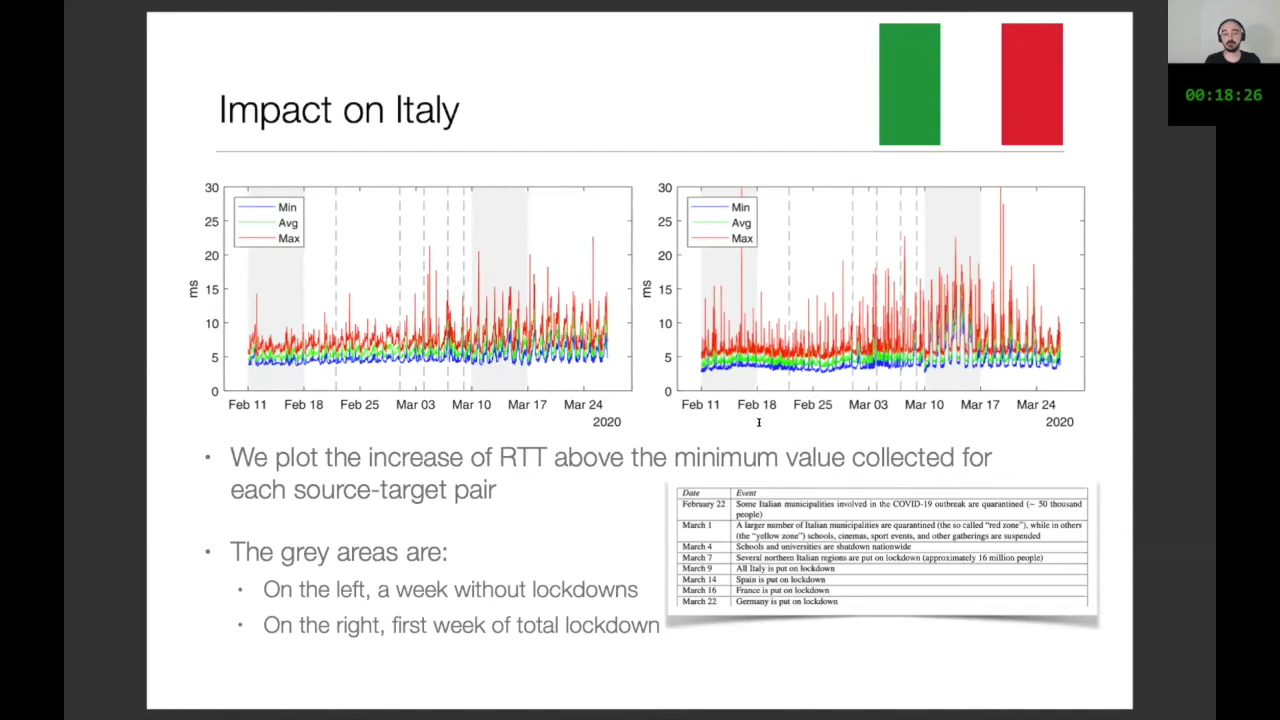 00:18:26
Impact on Italy
30
25
20
15
10
5
0
ms
Min
Avg
Max
Feb 11 Feb 18 Feb 25 Mar 03 Mar 10 Mar 17 Mar 24
2020
30
25
20
15
10
5
0
ms
Min
Avg
Max
Feb 11 Feb 18 Feb 25 Mar 03 Mar 10 Mar 17 Mar 24
2020
• We plot the increase of RTT above the minimum value collected for
each source-target pair
• The grey areas are:
• On the left, a week without lockdowns
• On the right, first week of total lockdown
Date Event
February 22 Some Italian municipalities involved in the COVID-19 outbreak are quarantined (~ 50 thousand
people)
March 1 A larger number of Italian municipalities are quarantined (the so called "red zone"), while in others
(the "yellow zone") schools, cinemas, sport events, and other gatherings are suspended
March 4 Schools and universities are shutdown nationwide
March 7 Several northern Italian regions are put on lockdown (approximately 16 million people)
March 9 All Italy is put on lockdown
March 14 Spain is put on lockdown
March 16 France is put on lockdown
March 22 Germany is put on lockdown